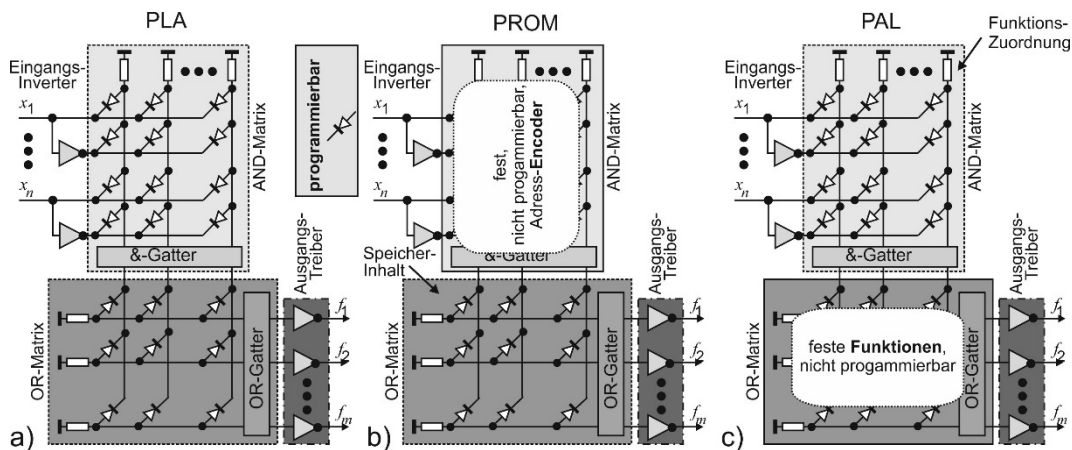 PLA
Eingangs-
Inverter
x1
xn
AND-Matrix
&-Gatter
OR-Matrix
OR-Gatter
Ausgangs-
Treiber
f1
f2
fm
a)
programmierbar
PROM
Eingangs-
Inverter
x1
xn
fest,
nicht progammierbar,
Adress-Encoder
AND-Matrix
&-Gatter
Speicher-
Inhalt
OR-Matrix
OR-Gatter
Ausgangs-
Treiber
f1
f2
fm
b)
PAL
Funktions-
Zuordnung
Eingangs-
Inverter
x1
xn
AND-Matrix
&-Gatter
OR-Matrix
feste Funktionen,
nicht progammierbar
OR-Gatter
Ausgangs-
Treiber
f1
f2
fm
c)